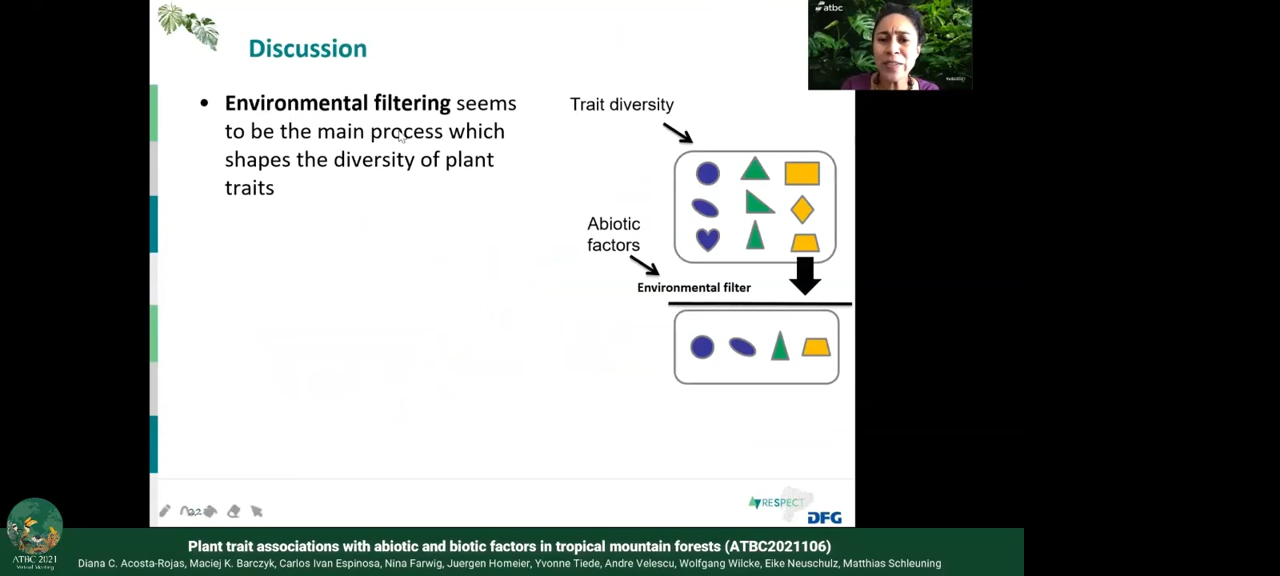 atbc
Discussion
• Environmental filtering seems
to be the main process which
shapes the diversity of plant
traits
Trait diversity
Abiotic
factors
Environmental filter
RESPECT
DFG
ATBC 2021
Virtual Meeting
Plant trait associations with abiotic and biotic factors in tropical mountain forests (ATBC2021106)
Diana C. Acosta-Rojas, Maciej K. Barczyk, Carlos Ivan Espinosa, Nina Farwig, Juergen Homeier, Yvonne Tiede, Andre Velescu, Wolfgang Wilcke, Eike Neuschulz, Matthias Schleuning